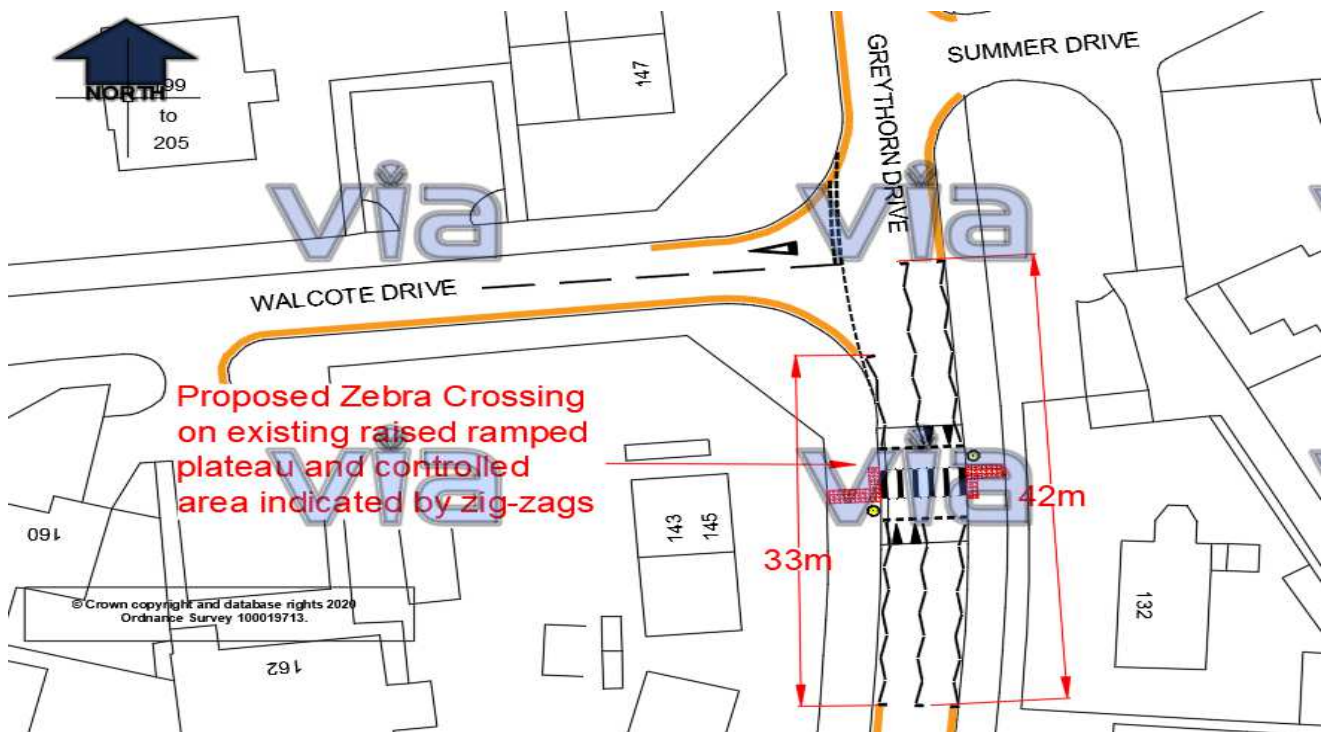 NORTH
199
to
205
147
GREYTHORN DRIVE
SUMMER DRIVE
via
via
WALCOTE DRIVE
Proposed Zebra Crossing
on existing raised ramped
plateau and controlled
area indicated by zig-zags
via
via
42m
33m
143
145
160
132
© Crown copyright and database rights 2020
Ordnance Survey 100019713.
162